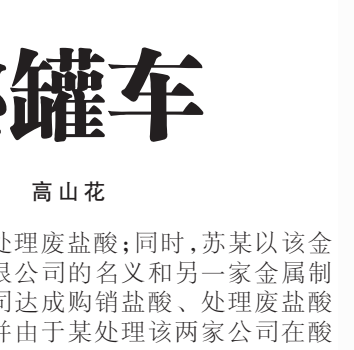 罐车
高山花
处理废盐酸；同时，苏某以该金
限公司的名义和另一家金属制
司达成购销盐酸、处理废盐酸
并由于某处理该两家公司在酸